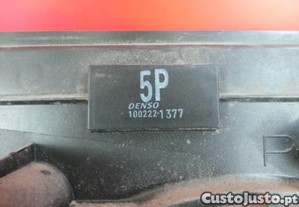 5P
DENSO
100222-1377
P
CustoJusto.pt